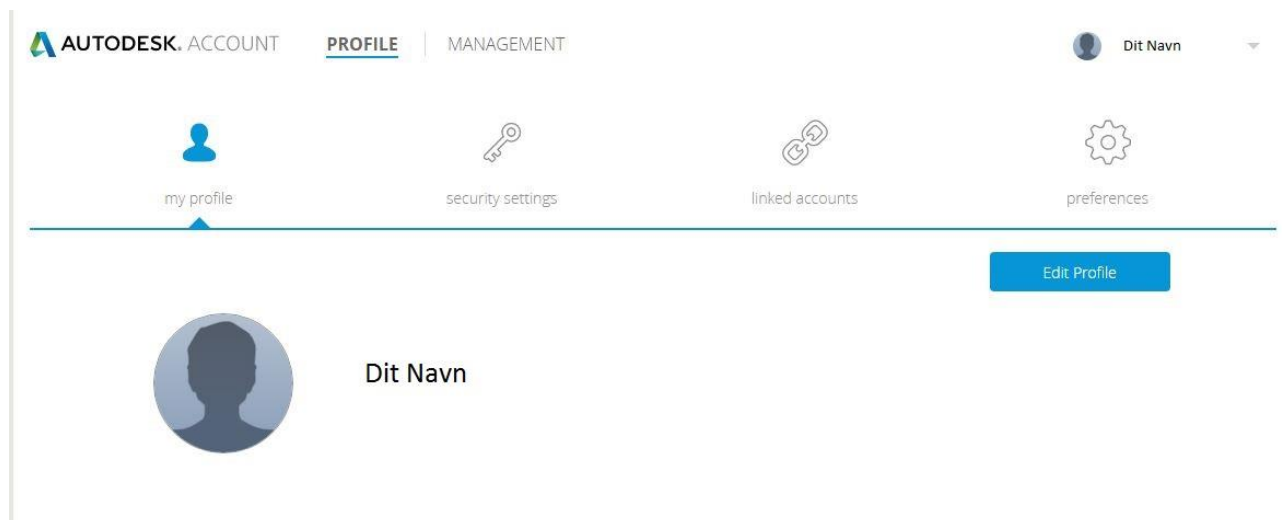 AUTODESK. ACCOUNT PROFILE MANAGEMENT Dit Navn
my profile security settings linked accounts preferences
Edit Profile
Dit Navn